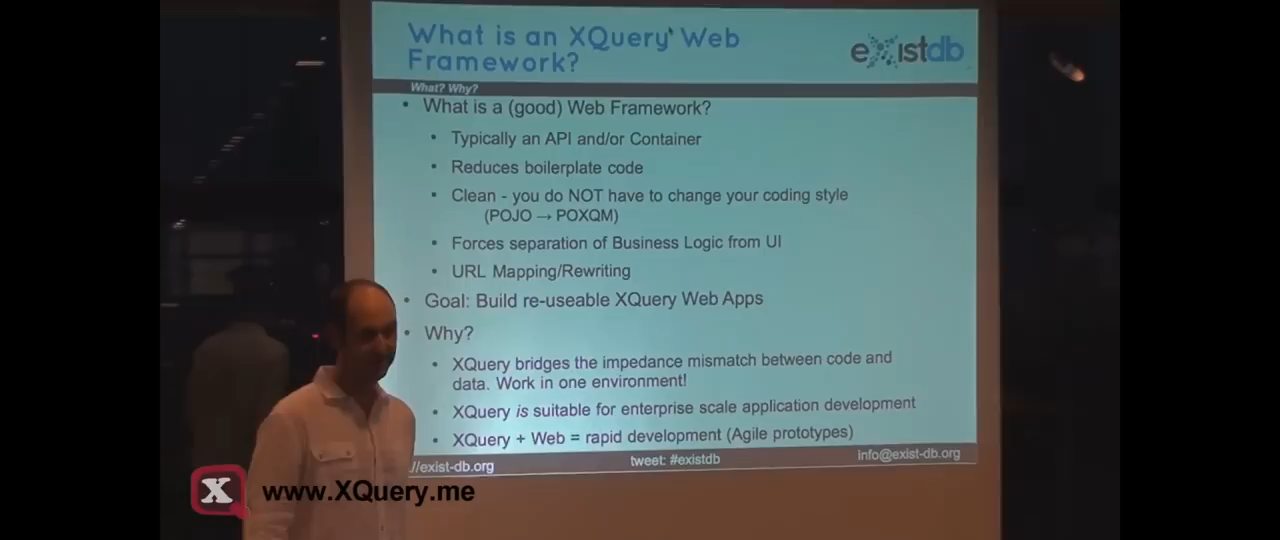 What is an XQuery Web
Framework?
eXistdb
What? Why?
• What is a (good) Web Framework?
• Typically an API and/or Container
• Reduces boilerplate code
• Clean - you do NOT have to change your coding style
(POJO → POXQM)
• Forces separation of Business Logic from UI
• URL Mapping/Rewriting
• Goal: Build re-useable XQuery Web Apps
• Why?
• XQuery bridges the impedance mismatch between code and
data. Work in one environment!
• XQuery is suitable for enterprise scale application development
• XQuery + Web = rapid development (Agile prototypes)
//exist-db.org
tweet: #existdb
info@exist-db.org
X
www.XQuery.me